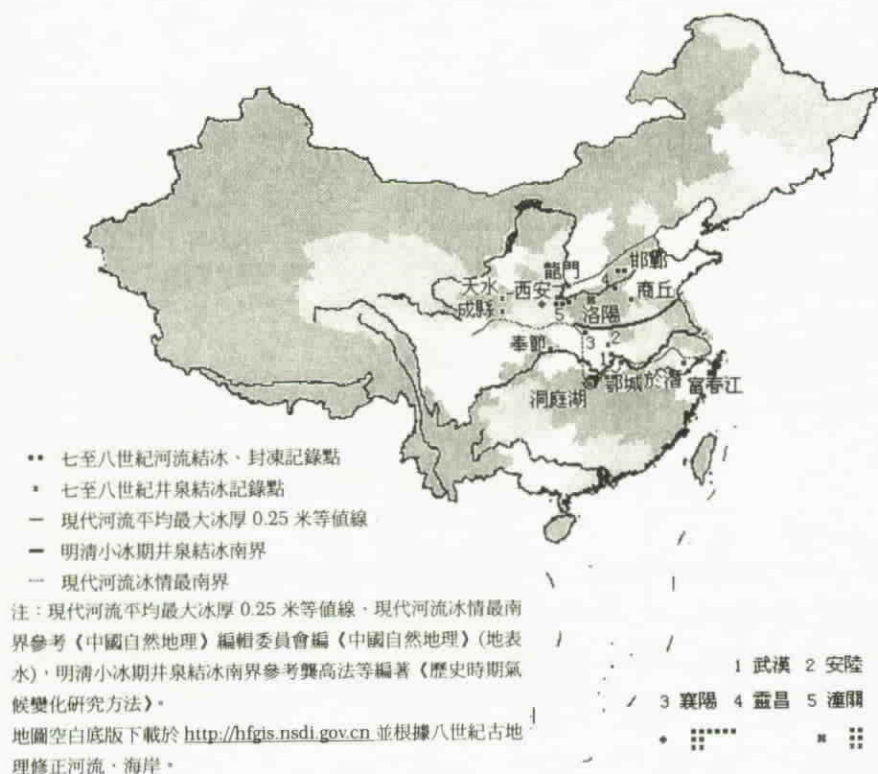 龍門
邯鄲
4
天水
西安
商丘
成縣
5
洛陽
3
2
奉節
1
鄂城
於潛
富春江
洞庭湖
七至八世紀河流結冰、封凍記錄點
七至八世紀井泉結冰記錄點
現代河流平均最大冰厚 0.25 米等值線
明清小冰期井泉結冰南界
現代河流冰情最南界
注:現代河流平均最大冰厚 0.25 米等值線、現代河流冰情最南
界參考《中國自然地理》編輯委員會編《中國自然地理》(地表
水),明清小冰期井泉結冰南界參考龔高法等編著《歷史時期氣
候變化研究方法》。
地圖空白底版下載於 http://hfgis.nsdi.gov.cn 並根據八世紀古地
理修正河流、海岸。
1 武漢 2 安陸
3 襄陽 4 靈昌 5 潼關